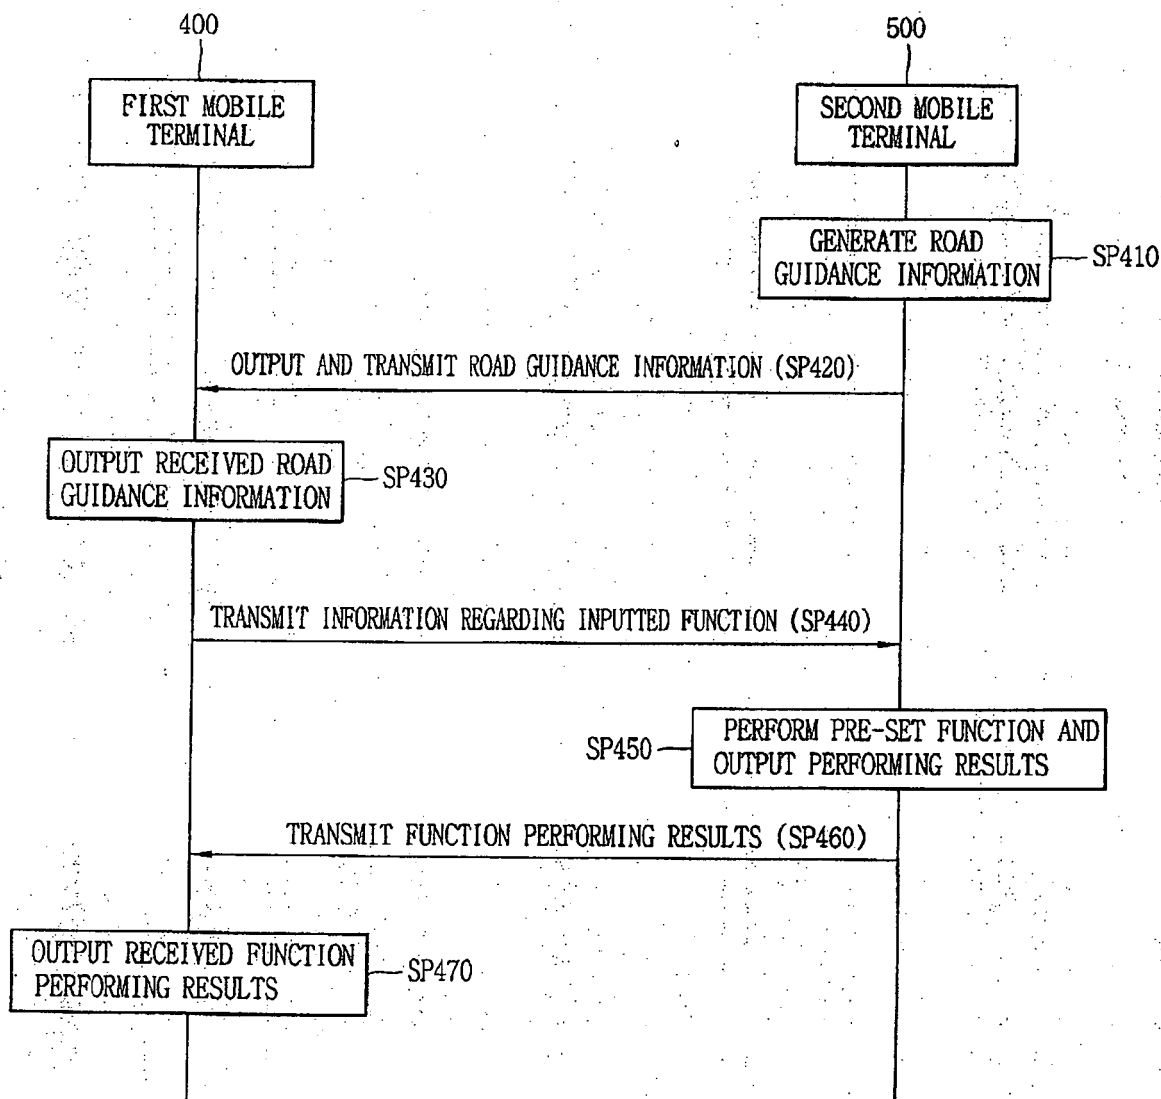 400
500
FIRST MOBILE
TERMINAL
SECOND MOBILE
TERMINAL
GENERATE ROAD
GUIDANCE INFORMATION
SP410
OUTPUT AND TRANSMIT ROAD GUIDANCE INFORMATION (SP420)
OUTPUT RECEIVED ROAD
GUIDANCE INFORMATION
SP430
TRANSMIT INFORMATION REGARDING INPUTTED FUNCTION (SP440)
SP450
PERFORM PRE-SET FUNCTION AND
OUTPUT PERFORMING RESULTS
TRANSMIT FUNCTION PERFORMING RESULTS (SP460)
OUTPUT RECEIVED FUNCTION
PERFORMING RESULTS
SP470